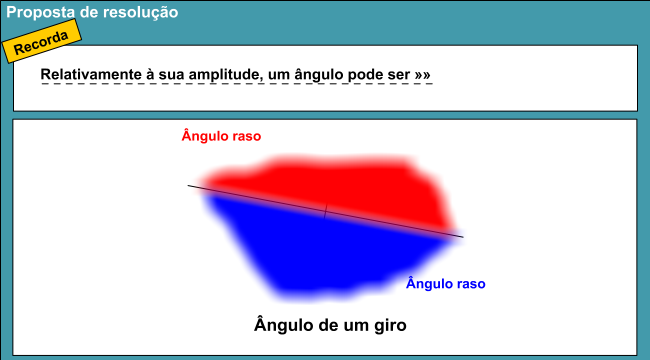 Proposta de resolução
Recorda
Relativamente à sua amplitude, um ângulo pode ser »»
Ângulo raso
Ângulo raso
Ângulo de um giro